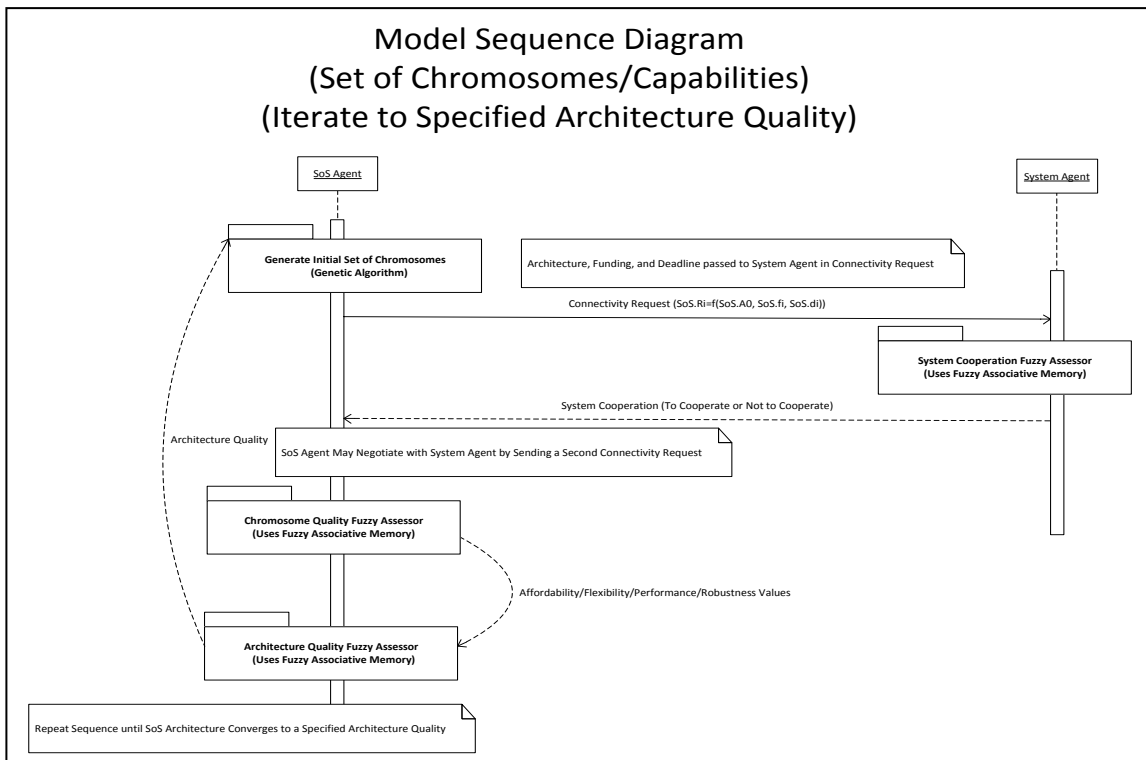 Model Sequence Diagram
(Set of Chromosomes/Capabilities)
(Iterate to Specified Architecture Quality)
SoS Agent
System Agent
Generate Initial Set of Chromosomes
(Genetic Algorithm)
Architecture, Funding, and Deadline passed to System Agent in Connectivity Request
Connectivity Request (SoS.Ri=f(SoS.A0, SoS.fi, SoS.di))
System Cooperation Fuzzy Assessor
(Uses Fuzzy Associative Memory)
System Cooperation (To Cooperate or Not to Cooperate)
Architecture Quality
SoS Agent May Negotiate with System Agent by Sending a Second Connectivity Request
Chromosome Quality Fuzzy Assessor
(Uses Fuzzy Associative Memory)
Affordability/Flexibility/Performance/Robustness Values
Architecture Quality Fuzzy Assessor
(Uses Fuzzy Associative Memory)
Repeat Sequence until SoS Architecture Converges to a Specified Architecture Quality